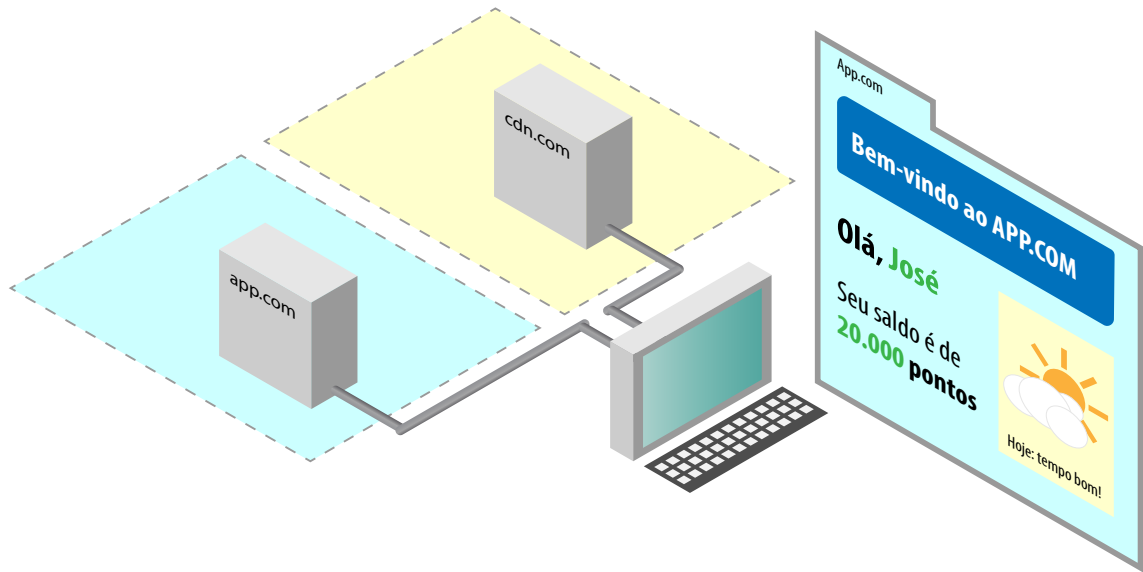 cdn.com
app.com
App.com
Bem-vindo ao APP.COM
Olá, José
Seu saldo é de
20.000 pontos
Hoje: tempo bom!